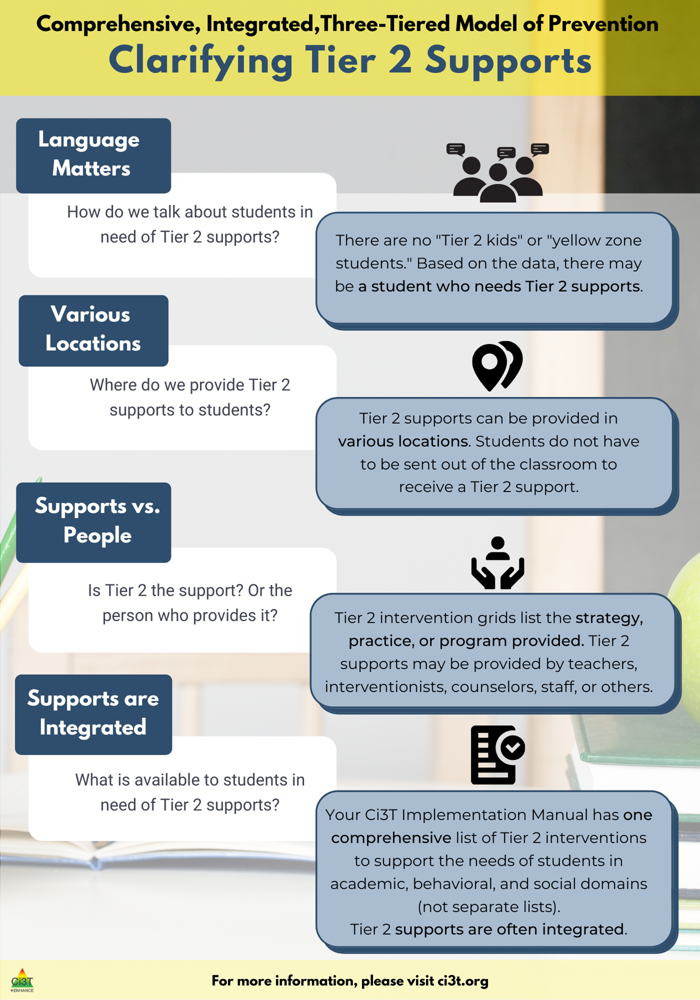 Comprehensive, Integrated,Three-Tiered Model of Prevention
Clarifying Tier 2 Supports
Language
Matters
How do we talk about students in
need of Tier 2 supports?
There are no "Tier 2 kids" or "yellow zone
students." Based on the data, there may
be a student who needs Tier 2 supports.
Various
Locations
Where do we provide Tier 2
supports to students?
Tier 2 supports can be provided in
various locations. Students do not have
to be sent out of the classroom to
receive a Tier 2 support.
Supports vs.
People
Is Tier 2 the support? Or the
person who provides it?
Tier 2 intervention grids list the strategy,
practice, or program provided. Tier 2
supports may be provided by teachers,
interventionists, counselors, staff, or others.
Supports are
Integrated
What is available to students in
need of Tier 2 supports?
Your Ci3T Implementation Manual has one
comprehensive list of Tier 2 interventions
to support the needs of students in
academic, behavioral, and social domains
(not separate lists).
Tier 2 supports are often integrated.
Ci3T
+ENHANCE
For more information, please visit ci3t.org